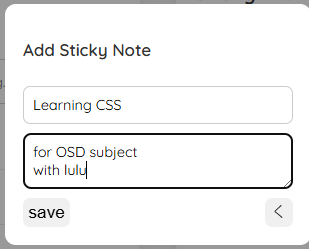 Add Sticky Note
Learning CSS
for OSD subject
with lulu
save